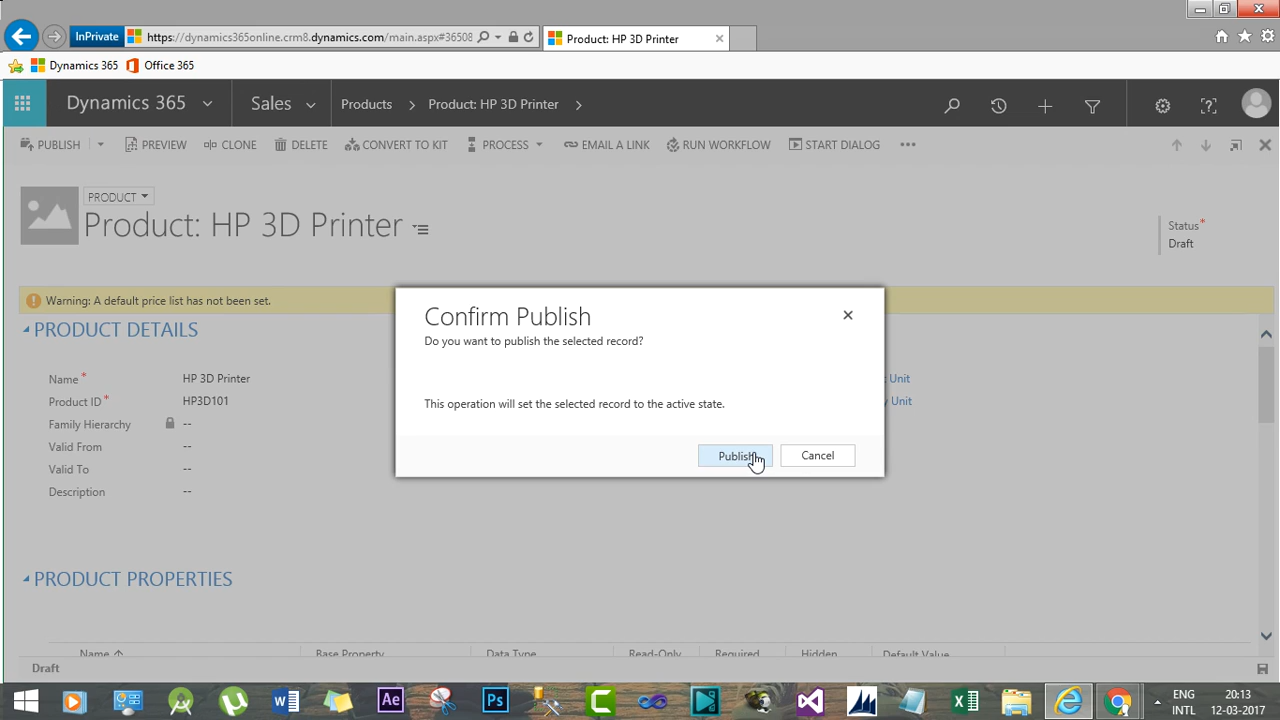 InPrivate
https://dynamics365online.crm8.dynamics.com/main.aspx#36508
Product: HP 3D Printer
Dynamics 365
Office 365
Dynamics 365
Sales
Products
Product: HP 3D Printer
PUBLISH
PREVIEW
CLONE
DELETE
CONVERT TO KIT
PROCESS
EMAIL A LINK
RUN WORKFLOW
START DIALOG
PRODUCT
Product: HP 3D Printer
Status*
Draft
Warning: A default price list has not been set.
PRODUCT DETAILS
Name* HP 3D Printer
Product ID* HP3D101
Family Hierarchy --
Valid From --
Valid To --
Description --
Unit
Unit
Confirm Publish
Do you want to publish the selected record?
This operation will set the selected record to the active state.
Publish
Cancel
PRODUCT PROPERTIES
Name Base Property Data Type Read-Only Required Hidden Default Value
Draft
Ae
Ps
ENG
INTL
20:13
12-03-2017